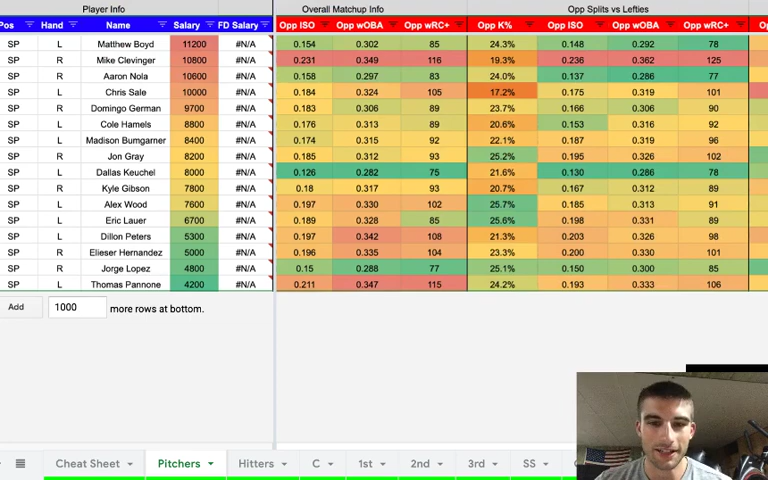 Player Info Overall Matchup Info Opp Splits vs Lefties
Pos Hand Name Salary FD Salary Opp ISO Opp wOBA Opp wRC+ Opp K% Opp ISO Opp wOBA Opp wRC+
SP L Matthew Boyd 11200 #N/A 0.154 0.302 85 24.3% 0.148 0.292 78
SP R Mike Clevinger 10800 #N/A 0.231 0.349 116 19.3% 0.236 0.362 125
SP R Aaron Nola 10600 #N/A 0.158 0.297 83 24.0% 0.137 0.286 77
SP L Chris Sale 10000 #N/A 0.184 0.324 105 17.2% 0.175 0.319 101
SP R Domingo German 9700 #N/A 0.183 0.306 89 23.7% 0.166 0.306 90
SP L Cole Hamels 8800 #N/A 0.176 0.313 89 20.6% 0.153 0.316 92
SP L Madison Bumgarner 8400 #N/A 0.174 0.315 92 22.1% 0.187 0.319 96
SP R Jon Gray 8200 #N/A 0.185 0.312 93 25.2% 0.195 0.326 102
SP L Dallas Keuchel 8000 #N/A 0.126 0.282 75 21.6% 0.130 0.286 78
SP R Kyle Gibson 7800 #N/A 0.18 0.317 93 20.7% 0.167 0.312 89
SP L Alex Wood 7600 #N/A 0.197 0.330 102 25.7% 0.185 0.313 91
SP L Eric Lauer 6700 #N/A 0.189 0.328 85 25.6% 0.198 0.331 89
SP L Dillon Peters 5300 #N/A 0.197 0.342 108 21.3% 0.203 0.326 98
SP R Elieser Hernandez 5000 #N/A 0.196 0.335 104 23.3% 0.200 0.330 101
SP R Jorge Lopez 4800 #N/A 0.15 0.288 77 25.1% 0.150 0.300 85
SP L Thomas Pannone 4200 #N/A 0.211 0.347 115 24.2% 0.193 0.333 106
Add 1000 more rows at bottom.
Cheat Sheet Pitchers Hitters C 1st 2nd 3rd SS